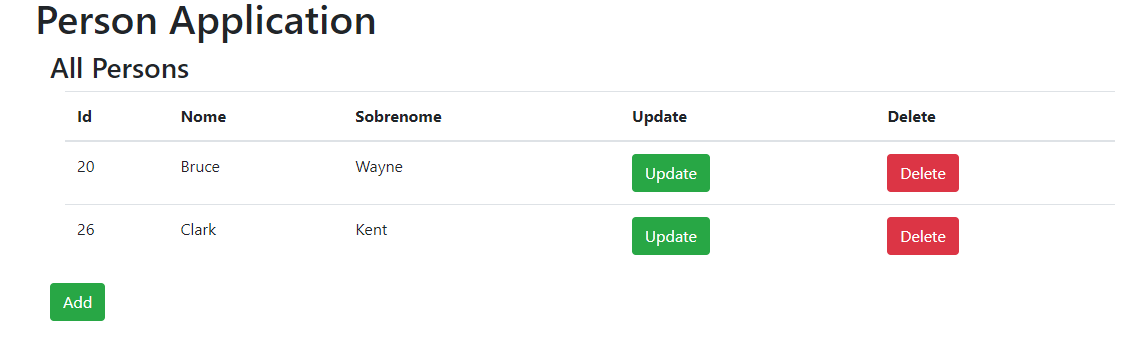 Person Application
All Persons
Id Nome Sobrenome Update Delete
20 Bruce Wayne Update Delete
26 Clark Kent Update Delete
Add